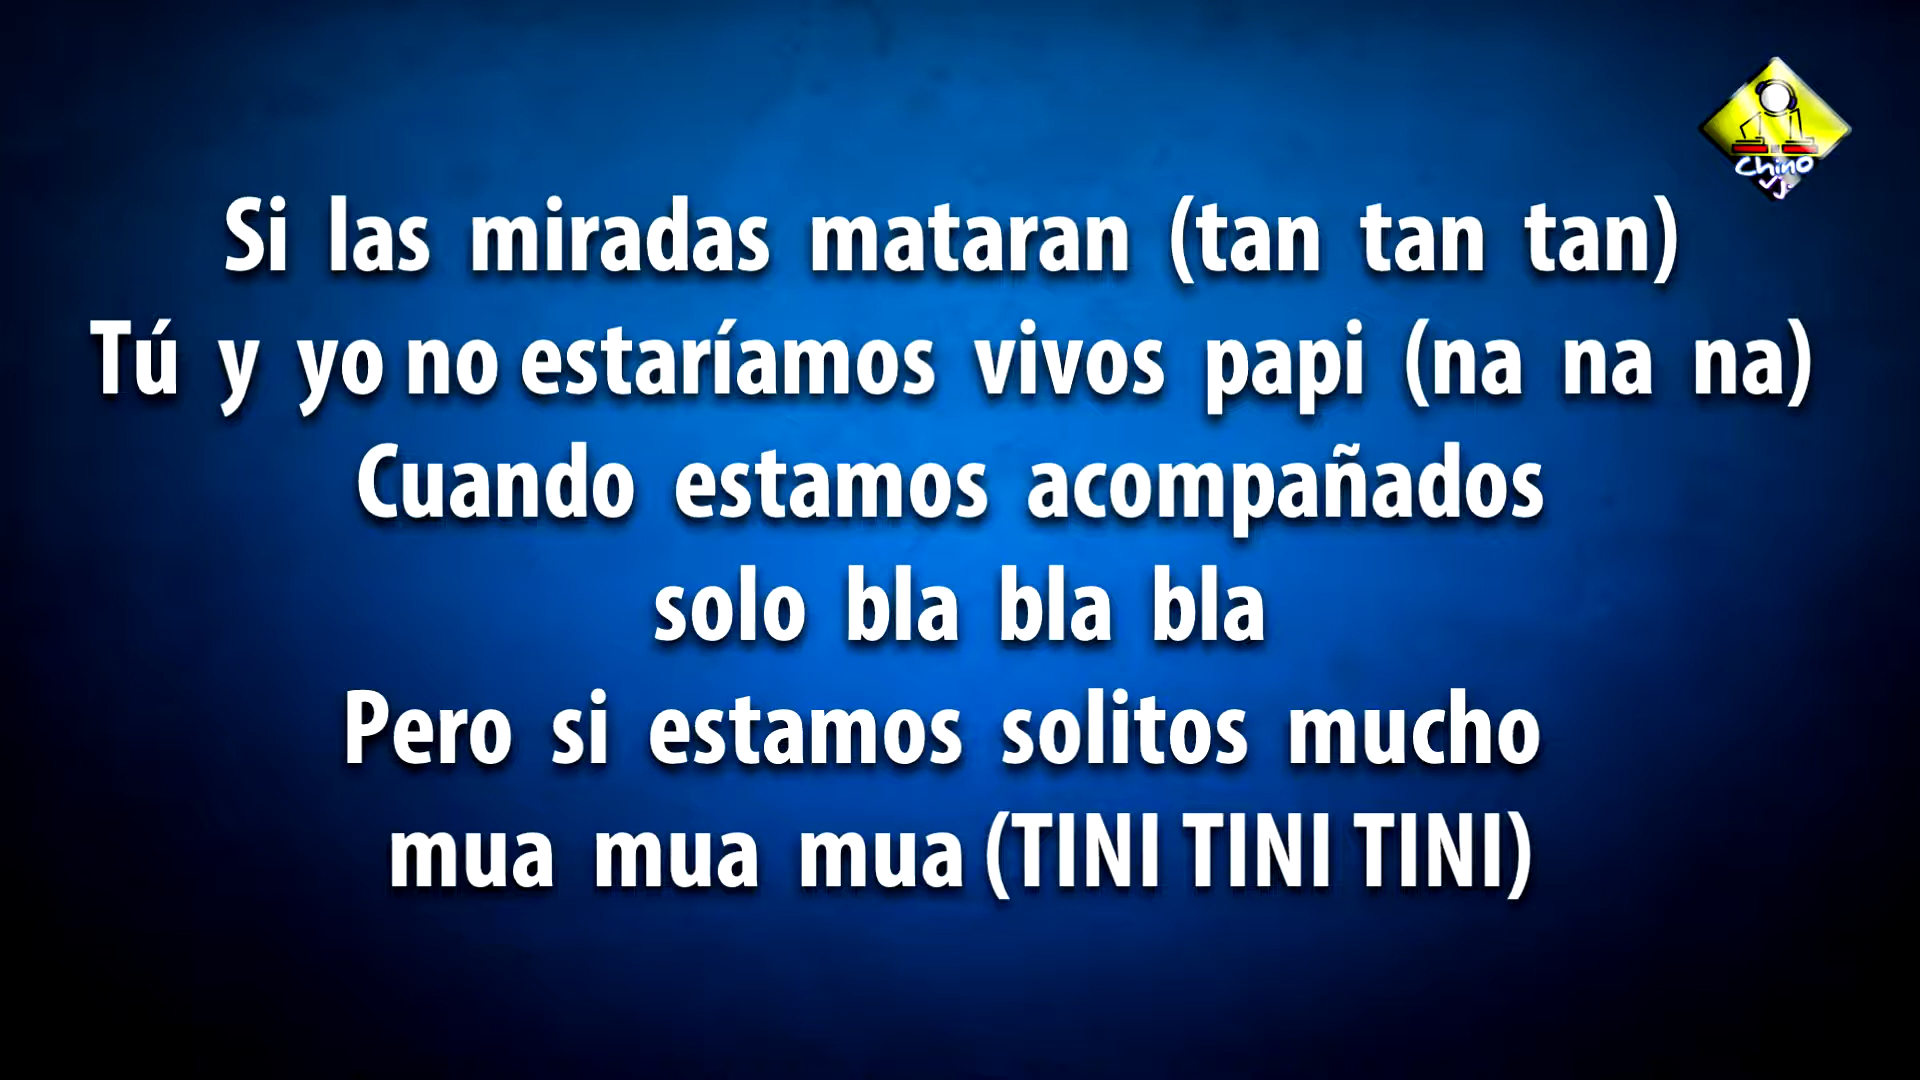 Chino
V.J.
Si las miradas mataran (tan tan tan)
Tú y yo no estaríamos vivos papi (na na na)
Cuando estamos acompañados
solo bla bla bla
Pero si estamos solitos mucho
mua mua mua (TINI TINI TINI)